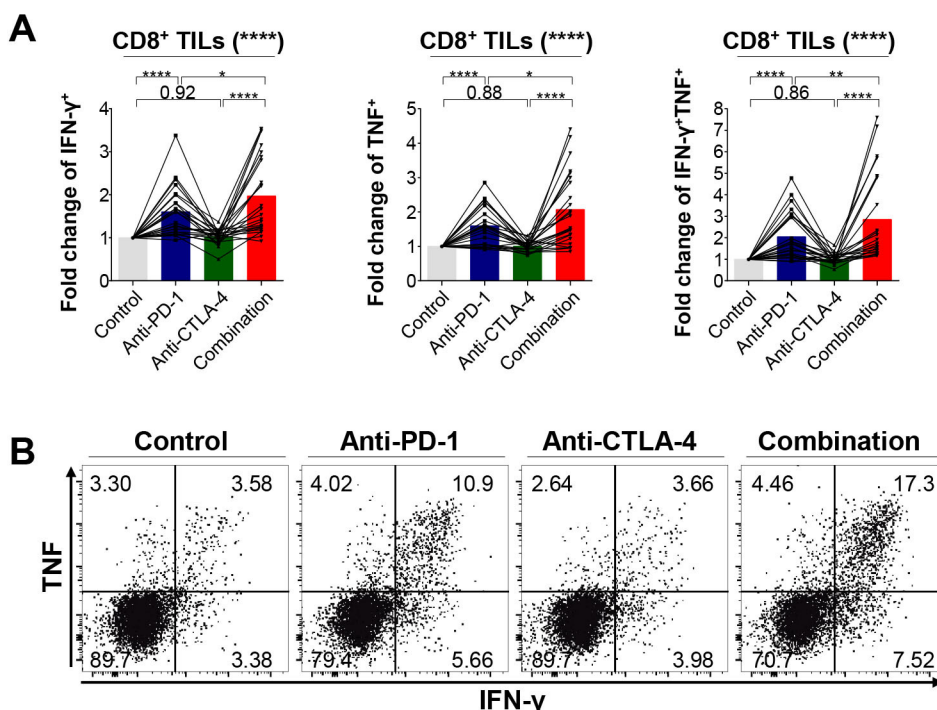 A
CD8⁺ TILs (****)
**** *
0.92 ****
Fold change of IFN-γ⁺
4
3
2
1
0
Control
Anti-PD-1
Anti-CTLA-4
Combination
CD8⁺ TILs (****)
**** *
0.88 ****
Fold change of TNF⁺
5
4
3
2
1
0
Control
Anti-PD-1
Anti-CTLA-4
Combination
CD8⁺ TILs (****)
**** **
0.86 ****
Fold change of IFN-γ⁺TNF⁺
8
7
6
5
4
3
2
1
0
Control
Anti-PD-1
Anti-CTLA-4
Combination
B
Control Anti-PD-1 Anti-CTLA-4 Combination
3.30 3.58 4.02 10.9 2.64 3.66 4.46 17.3
TNF
89.7 3.38 79.4 5.66 89.7 3.98 70.7 7.52
IFN-γ